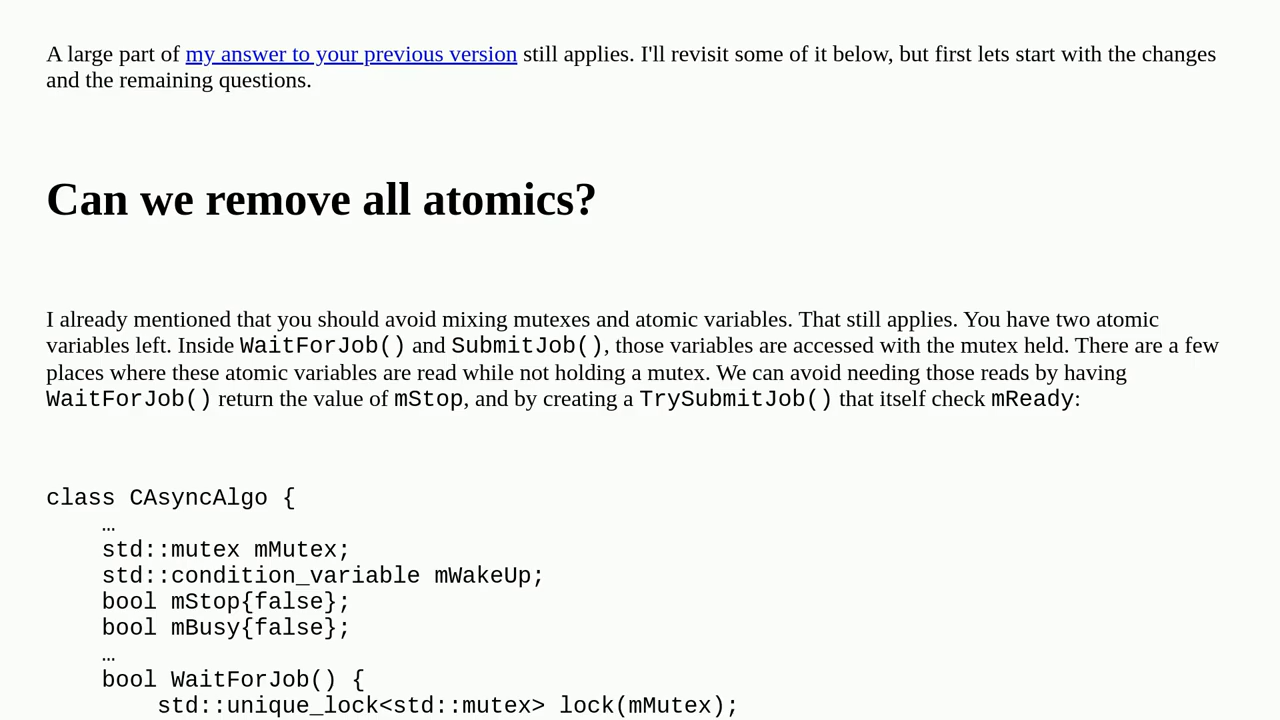 A large part of my answer to your previous version still applies. I'll revisit some of it below, but first lets start with the changes
and the remaining questions.
Can we remove all atomics?
I already mentioned that you should avoid mixing mutexes and atomic variables. That still applies. You have two atomic
variables left. Inside WaitForJob() and SubmitJob(), those variables are accessed with the mutex held. There are a few
places where these atomic variables are read while not holding a mutex. We can avoid needing those reads by having
WaitForJob() return the value of mStop, and by creating a TrySubmitJob() that itself check mReady:
class CAsyncAlgo {
    …
    std::mutex mMutex;
    std::condition_variable mWakeUp;
    bool mStop{false};
    bool mBusy{false};
    …
    bool WaitForJob() {
        std::unique_lock<std::mutex> lock(mMutex);